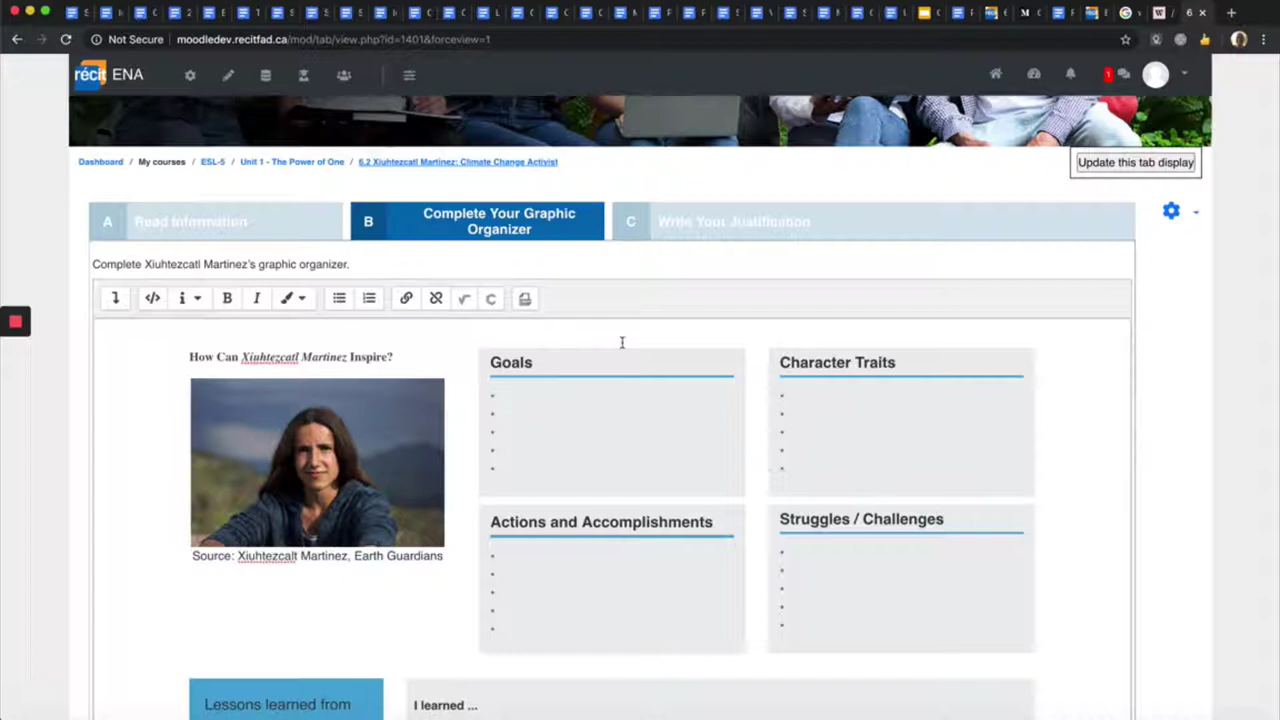 Not Secure moodledev.recitfad.ca/mod/tab/view.php?id=1401&forceview=1
récit ENA
1
Dashboard / My courses / ESL-5 / Unit 1 - The Power of One / 6.2 Xiuhtezcatl Martinez: Climate Change Activist
Update this tab display
A Read Information
B Complete Your Graphic
Organizer
C Write Your Justification
Complete Xiuhtezcatl Martinez's graphic organizer.
How Can Xiuhtezcatl Martinez Inspire?
Goals
Character Traits
Source: Xiuhtezcalt Martinez, Earth Guardians
Actions and Accomplishments
Struggles / Challenges
Lessons learned from
I learned ...